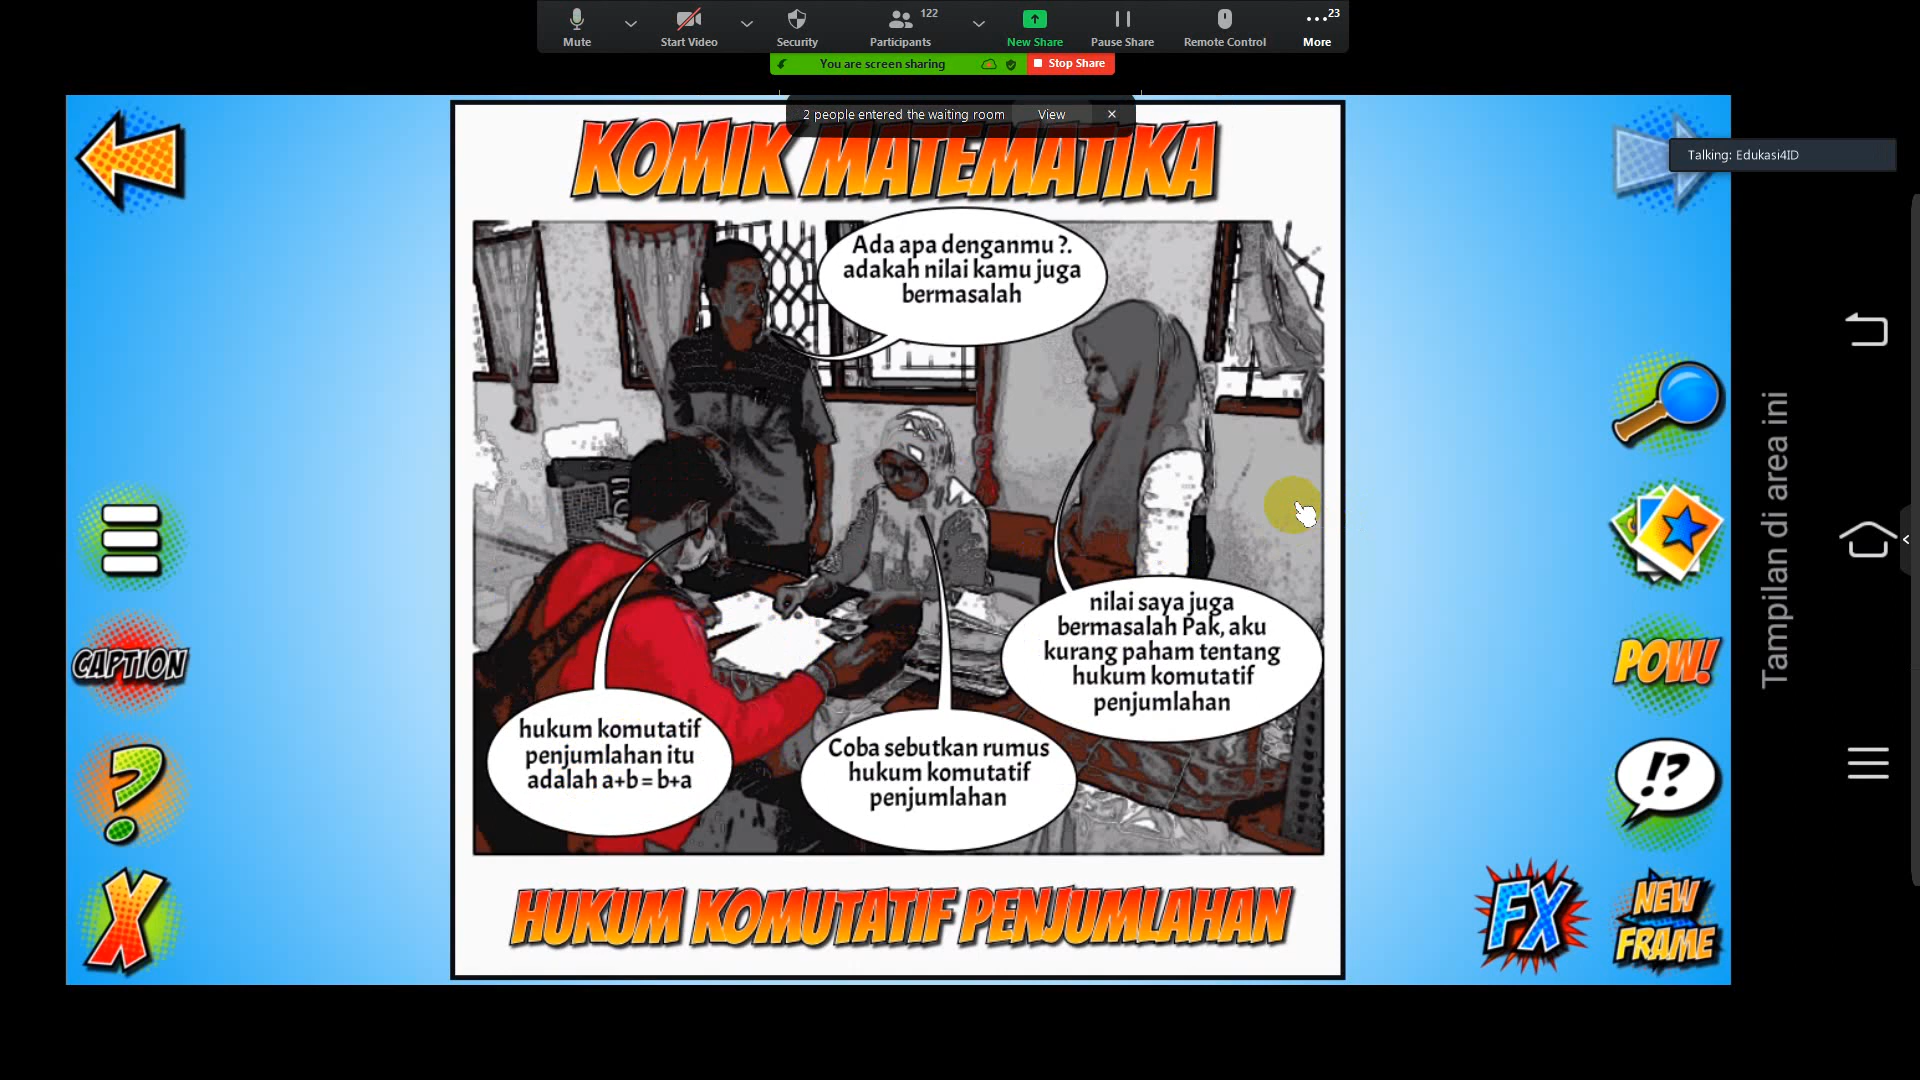 122
23
Mute
Start Video
Security
Participants
New Share
Pause Share
Remote Control
More
You are screen sharing
Stop Share
2 people entered the waiting room
View
Talking: Edukasi4ID
KOMIK MATEMATIKA
Ada apa denganmu ?.
adakah nilai kamu juga
bermasalah
nilai saya juga
bermasalah Pak, aku
kurang paham tentang
hukum komutatif
penjumlahan
hukum komutatif
penjumlahan itu
adalah a+b = b+a
Coba sebutkan rumus
hukum komutatif
penjumlahan
HUKUM KOMUTATIF PENJUMLAHAN
CAPTION
?
X
POW!
!?
FX
NEW
FRAME
Tampilan di area ini